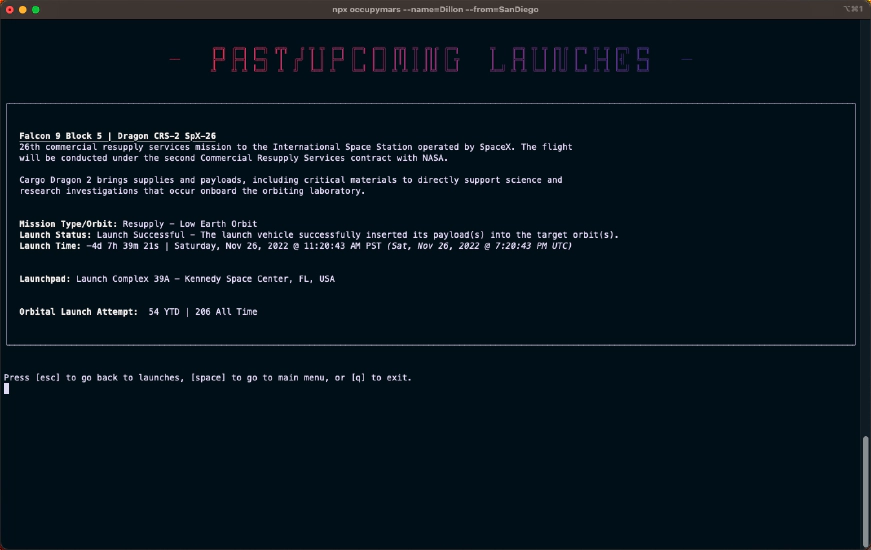 npx occupymars --name=Dillon --from=SanDiego
⌥⌘1
— PAST/UPCOMING LAUNCHES —
Falcon 9 Block 5 | Dragon CRS-2 SpX-26
26th commercial resupply services mission to the International Space Station operated by SpaceX. The flight
will be conducted under the second Commercial Resupply Services contract with NASA.
Cargo Dragon 2 brings supplies and payloads, including critical materials to directly support science and
research investigations that occur onboard the orbiting laboratory.
Mission Type/Orbit: Resupply - Low Earth Orbit
Launch Status: Launch Successful - The launch vehicle successfully inserted its payload(s) into the target orbit(s).
Launch Time: -4d 7h 39m 21s | Saturday, Nov 26, 2022 @ 11:20:43 AM PST (Sat, Nov 26, 2022 @ 7:20:43 PM UTC)
Launchpad: Launch Complex 39A - Kennedy Space Center, FL, USA
Orbital Launch Attempt: 54 YTD | 206 All Time
Press [esc] to go back to launches, [space] to go to main menu, or [q] to exit.